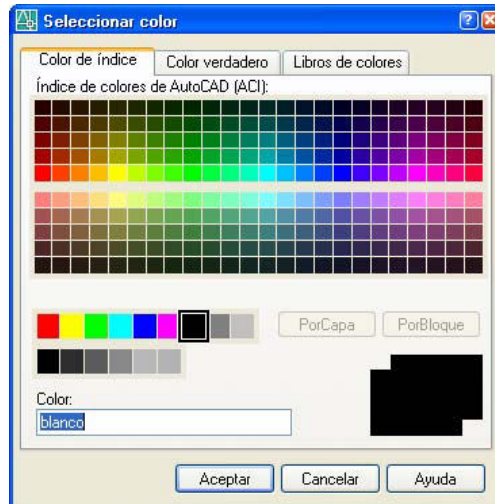 Seleccionar color
Color de índice Color verdadero Libros de colores
Índice de colores de AutoCAD (ACI):
PorCapa PorBloque
Color:
blanco
Aceptar Cancelar Ayuda